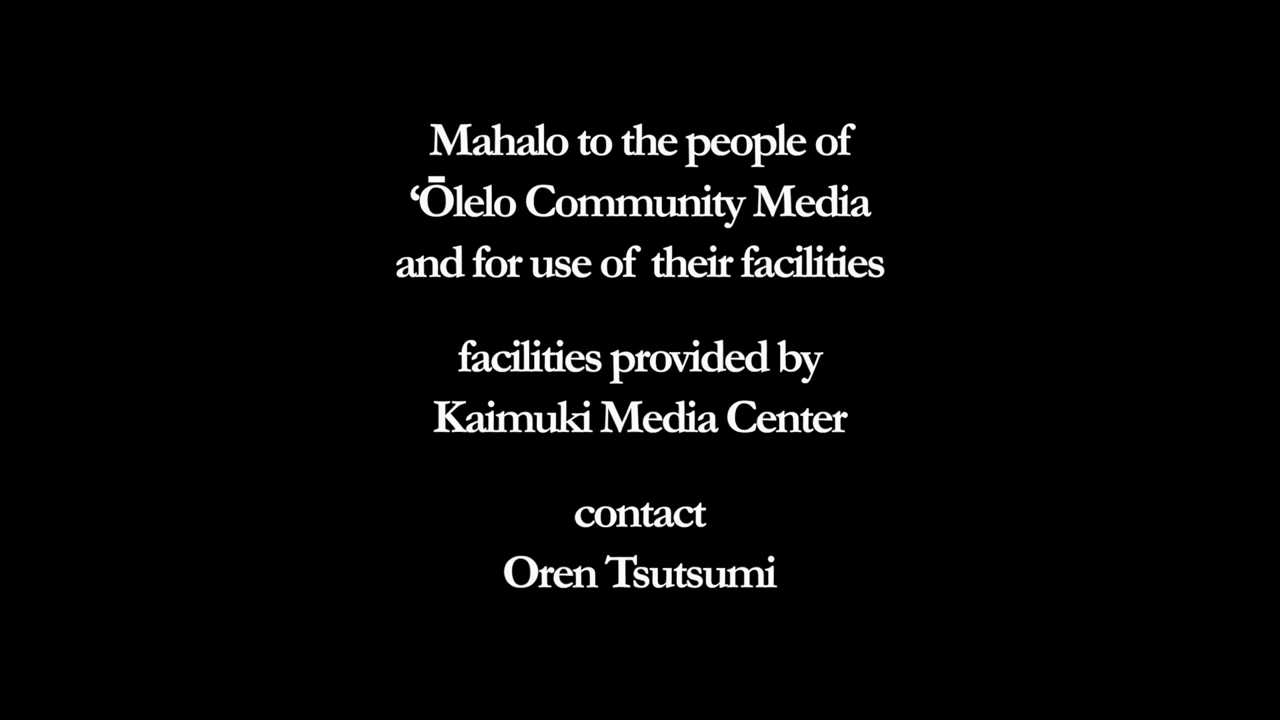 Mahalo to the people of
‘Ōlelo Community Media
and for use of their facilities
facilities provided by
Kaimuki Media Center
contact
Oren Tsutsumi